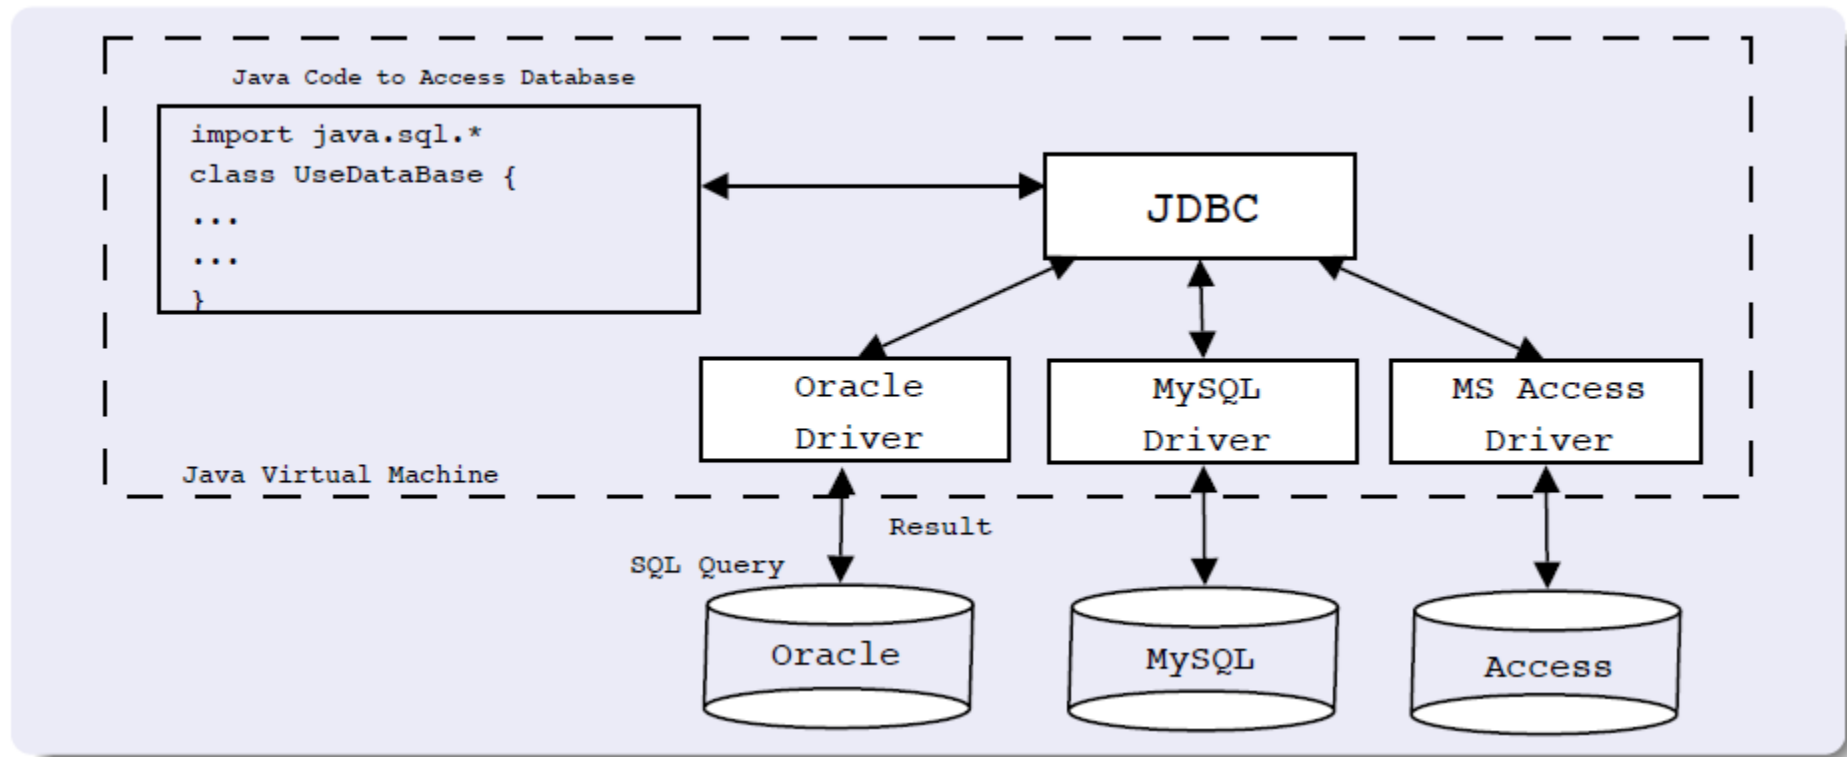 Java Code to Access Database
import java.sql.*
class UseDataBase {
...
...
}
JDBC
Oracle
Driver
MySQL
Driver
MS Access
Driver
Java Virtual Machine
Result
SQL Query
Oracle
MySQL
Access